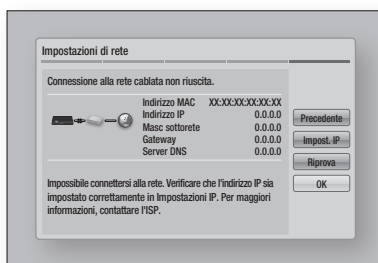 Impostazioni di rete
Connessione alla rete cablata non riuscita.
Indirizzo MAC XX:XX:XX:XX:XX:XX
Indirizzo IP 0.0.0.0
Masc sottorete 0.0.0.0
Gateway 0.0.0.0
Server DNS 0.0.0.0
Impossibile connettersi alla rete. Verificare che l'indirizzo IP sia
impostato correttamente in Impostazioni IP. Per maggiori
informazioni, contattare l'ISP.
Precedente
Impost. IP
Riprova
OK